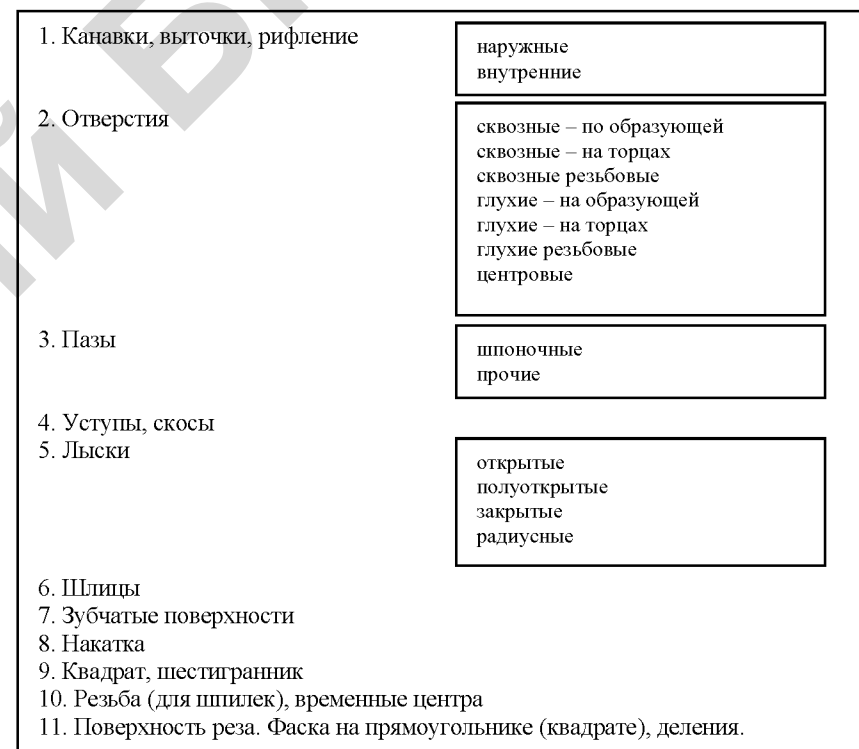 1. Канавки, выточки, рифление
наружные
внутренние
2. Отверстия
сквозные – по образующей
сквозные – на торцах
сквозные резьбовые
глухие – на образующей
глухие – на торцах
глухие резьбовые
центровые
3. Пазы
шпоночные
прочие
4. Уступы, скосы
5. Лыски
открытые
полуоткрытые
закрытые
радиусные
6. Шлицы
7. Зубчатые поверхности
8. Накатка
9. Квадрат, шестигранник
10. Резьба (для шпилек), временные центра
11. Поверхность реза. Фаска на прямоугольнике (квадрате), деления.